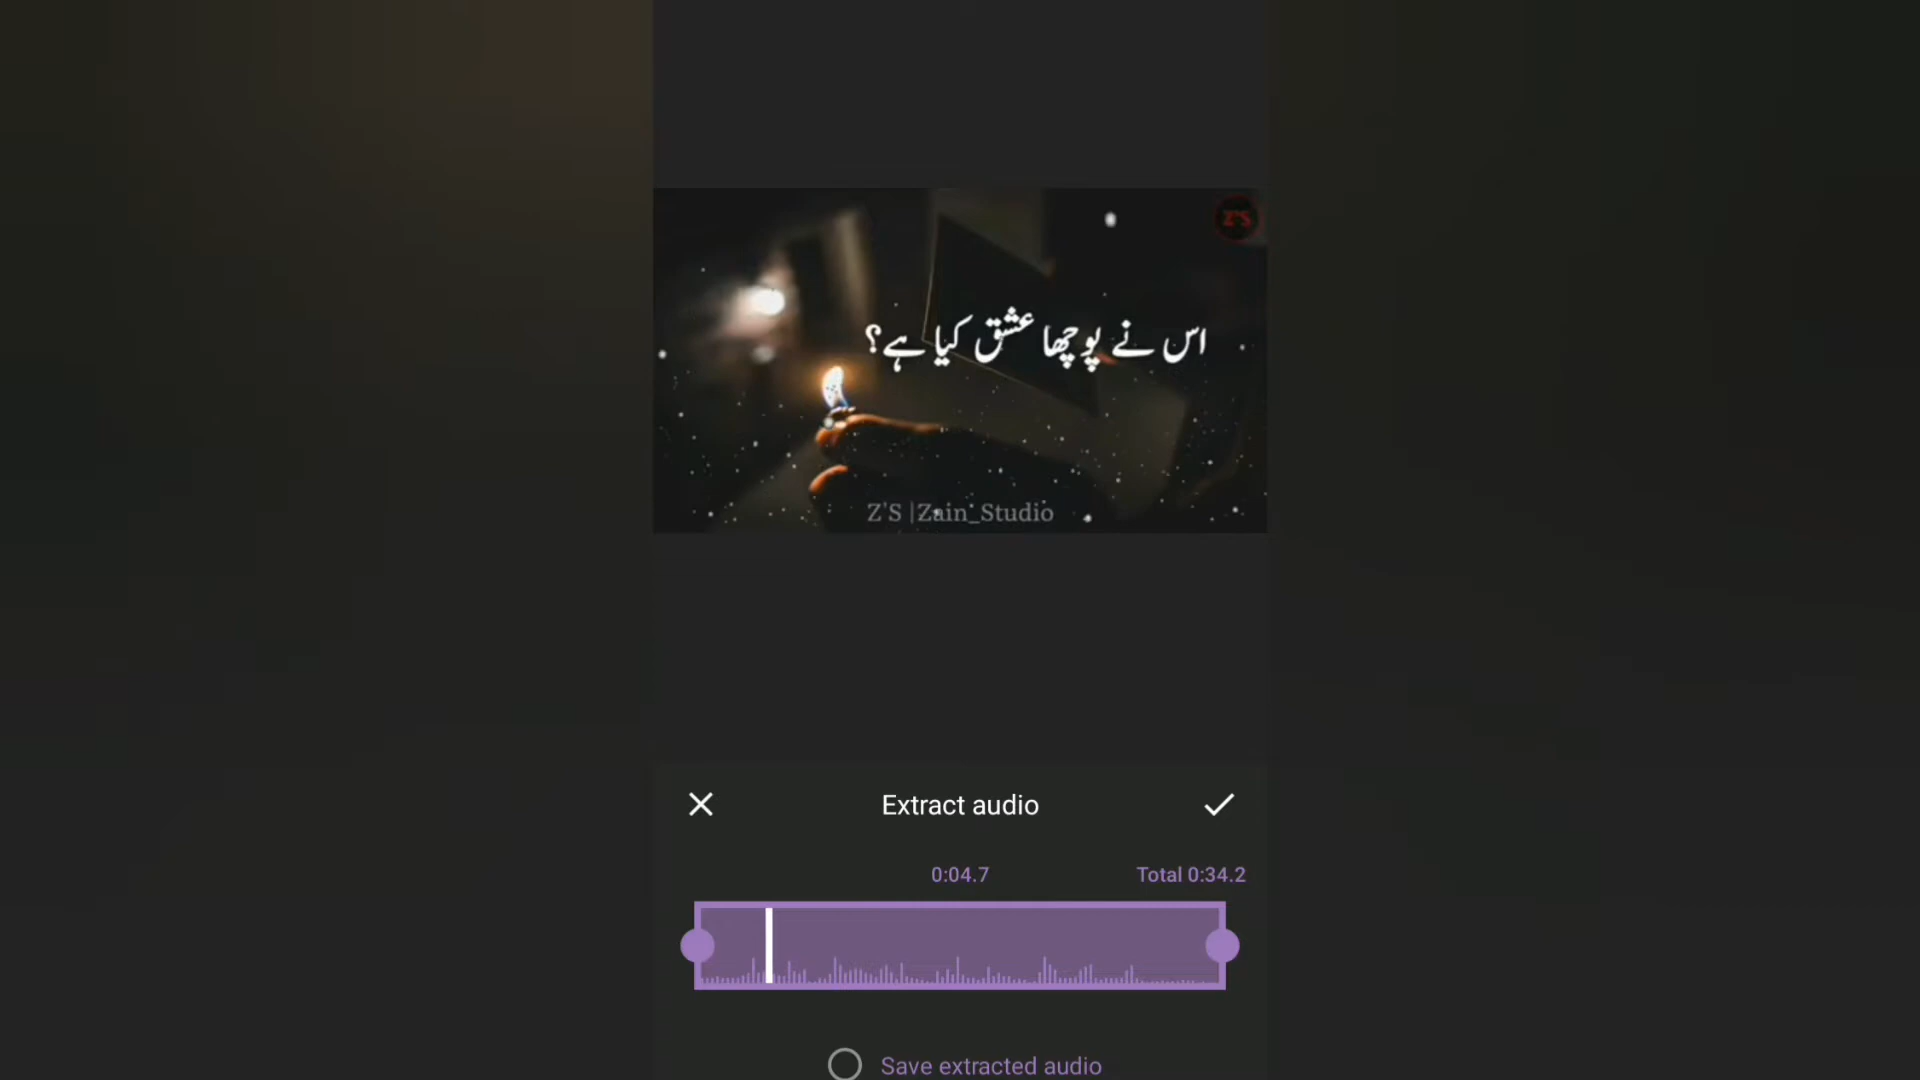 Z'S
اس نے پوچھا عشق کیا ہے؟
Z'S |Zain_Studio
Extract audio
0:04.7
Total 0:34.2
Save extracted audio